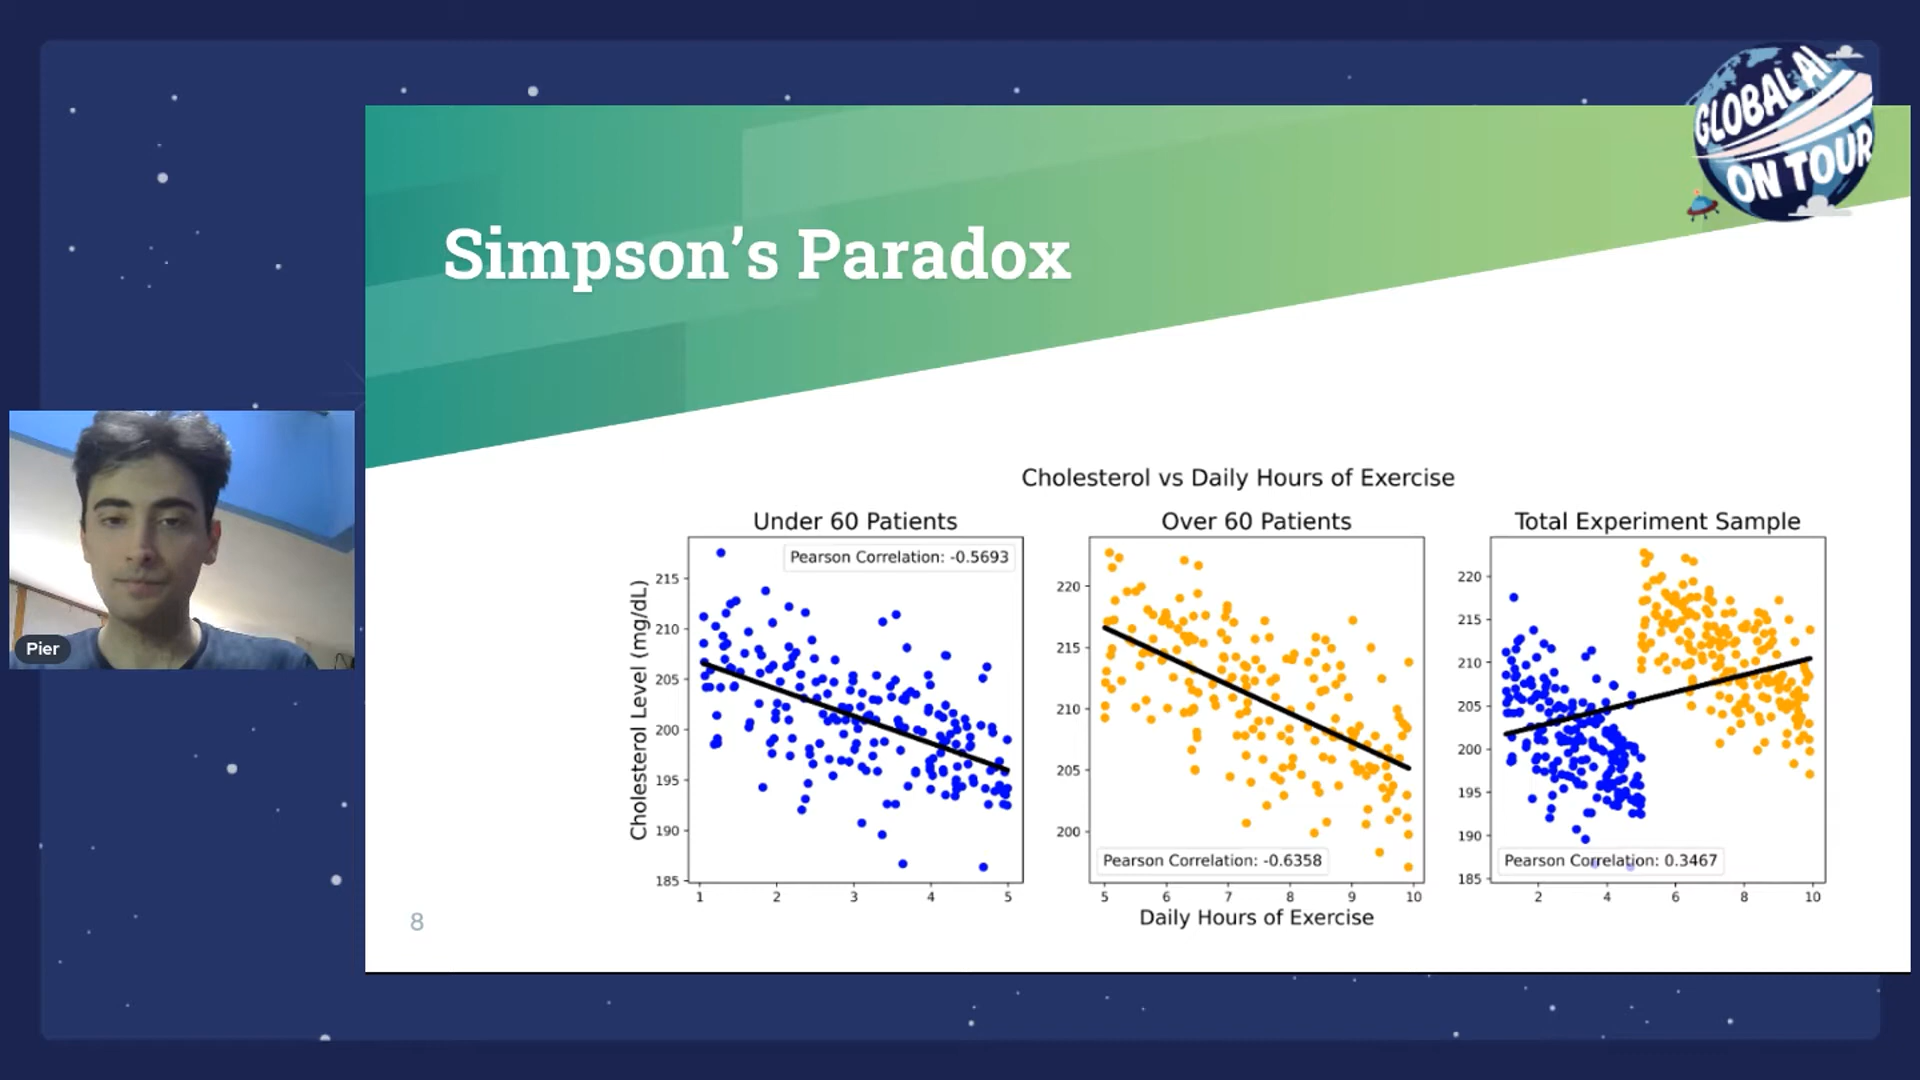 GLOBAL AI
ON TOUR
Simpson’s Paradox
Pier
Cholesterol vs Daily Hours of Exercise
Under 60 Patients
Over 60 Patients
Total Experiment Sample
Cholesterol Level (mg/dL)
Pearson Correlation: -0.5693
215
210
205
200
195
190
185
1 2 3 4 5
220
215
210
205
200
Pearson Correlation: -0.6358
5 6 7 8 9 10
Daily Hours of Exercise
220
215
210
205
200
195
190
185
Pearson Correlation: 0.3467
2 4 6 8 10
8